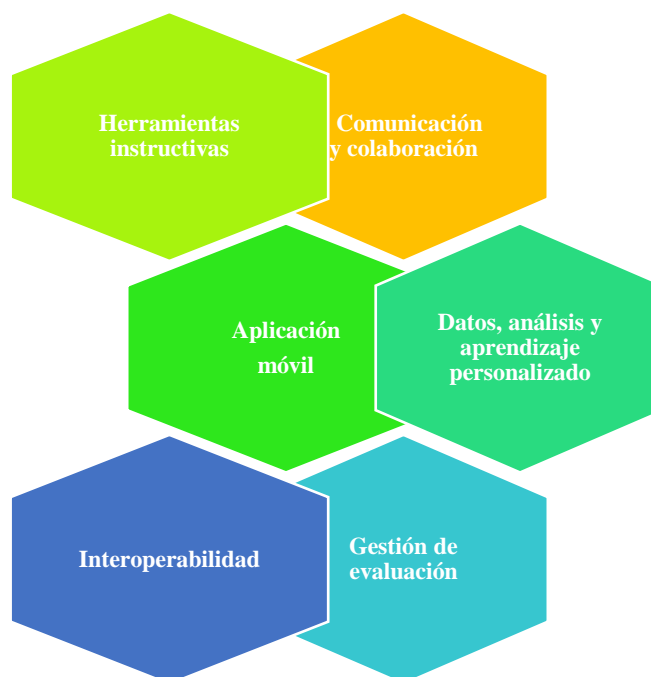 Herramientas
instructivas
Comunicación
y colaboración
Aplicación
móvil
Datos, análisis y
aprendizaje
personalizado
Interoperabilidad
Gestión de
evaluación